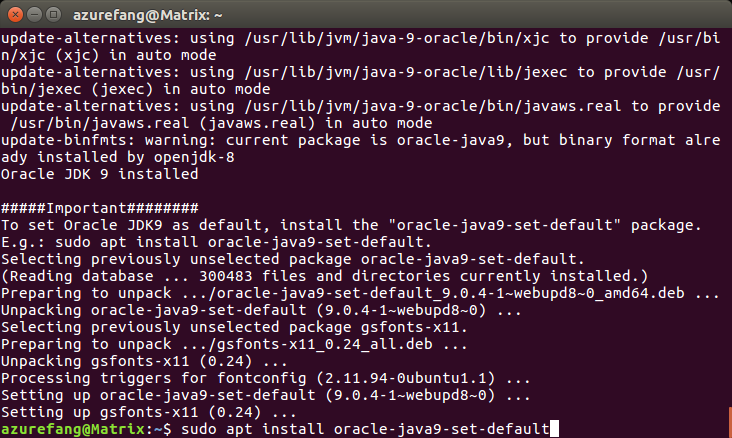 azurefang@Matrix: ~
update-alternatives: using /usr/lib/jvm/java-9-oracle/bin/xjc to provide /usr/bi
n/xjc (xjc) in auto mode
update-alternatives: using /usr/lib/jvm/java-9-oracle/lib/jexec to provide /usr/
bin/jexec (jexec) in auto mode
update-alternatives: using /usr/lib/jvm/java-9-oracle/bin/javaws.real to provide
 /usr/bin/javaws.real (javaws.real) in auto mode
update-binfmts: warning: current package is oracle-java9, but binary format alre
ady installed by openjdk-8
Oracle JDK 9 installed

#####Important########
To set Oracle JDK9 as default, install the "oracle-java9-set-default" package.
E.g.: sudo apt install oracle-java9-set-default.
Selecting previously unselected package oracle-java9-set-default.
(Reading database ... 300483 files and directories currently installed.)
Preparing to unpack .../oracle-java9-set-default_9.0.4-1~webupd8~0_amd64.deb ...
Unpacking oracle-java9-set-default (9.0.4-1~webupd8~0) ...
Selecting previously unselected package gsfonts-x11.
Preparing to unpack .../gsfonts-x11_0.24_all.deb ...
Unpacking gsfonts-x11 (0.24) ...
Processing triggers for fontconfig (2.11.94-0ubuntu1.1) ...
Setting up oracle-java9-set-default (9.0.4-1~webupd8~0) ...
Setting up gsfonts-x11 (0.24) ...
azurefang@Matrix:~$ sudo apt install oracle-java9-set-default